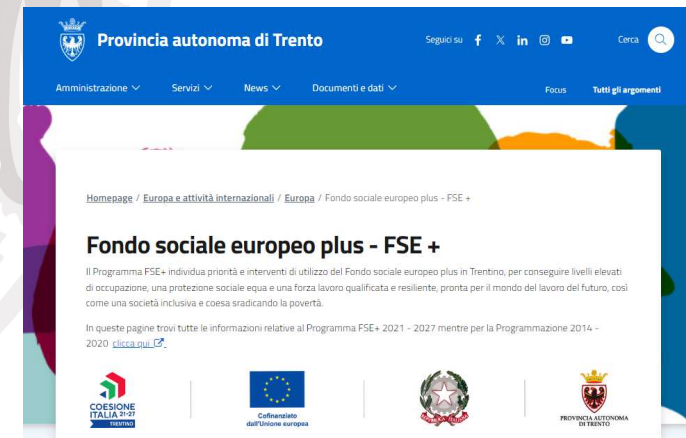 Provincia autonoma di Trento
Seguici su
Cerca
Amministrazione
Servizi
News
Documenti e dati
Focus
Tutti gli argomenti
Homepage / Europa e attività internazionali / Europa / Fondo sociale europeo plus - FSE +
Fondo sociale europeo plus - FSE +
Il Programma FSE+ individua priorità e interventi di utilizzo del Fondo sociale europeo plus in Trentino, per conseguire livelli elevati
di occupazione, una protezione sociale equa e una forza lavoro qualificata e resiliente, pronta per il mondo del lavoro del futuro, così
come una società inclusiva e coesa sradicando la povertà.
In queste pagine trovi tutte le informazioni relative al Programma FSE+ 2021 - 2027 mentre per la Programmazione 2014 -
2020 clicca qui
COESIONE
ITALIA 21-27
TRENTINO
Cofinanziato
dall'Unione europea
PROVINCIA AUTONOMA
DI TRENTO